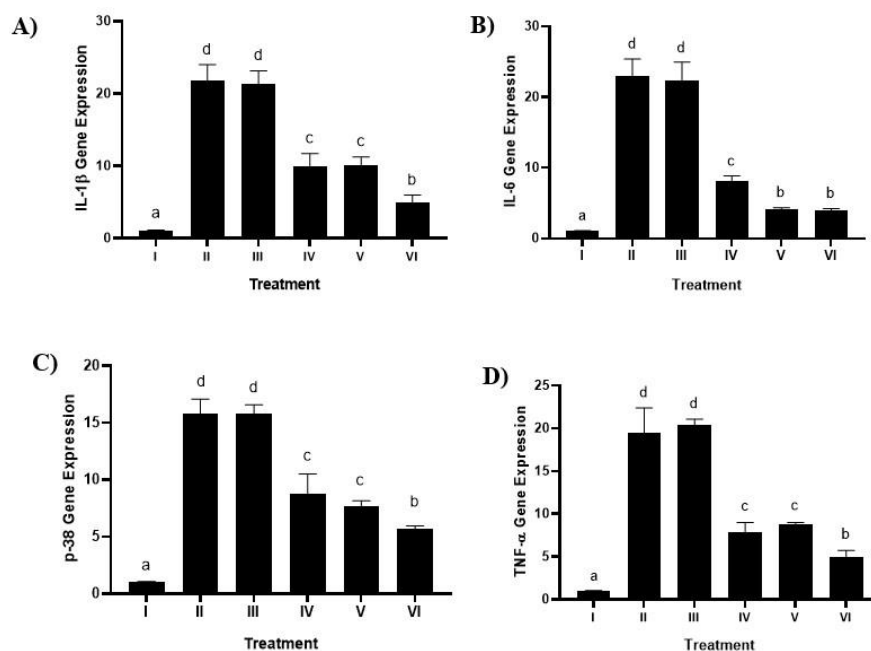 A)
IL-1β Gene Expression
30
20
10
0
a
d
d
c
c
b
I II III IV V VI
Treatment
B)
IL-6 Gene Expression
30
20
10
0
a
d
d
c
b
b
I II III IV V VI
Treatment
C)
p-38 Gene Expression
20
15
10
5
0
a
d
d
c
c
b
I II III IV V VI
Treatment
D)
TNF-α Gene Expression
25
20
15
10
5
0
a
d
d
c
c
b
I II III IV V VI
Treatment